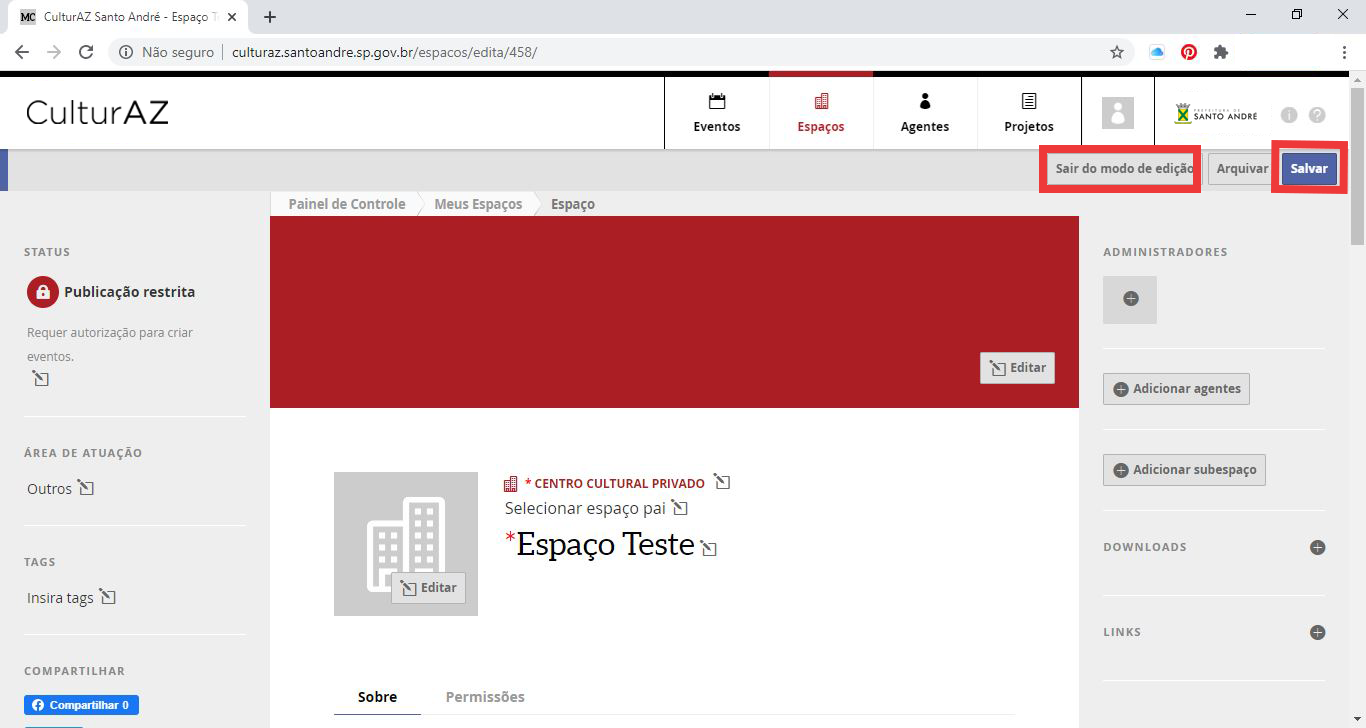 MC CulturAZ Santo André - Espaço T
Não seguro culturaz.santoandre.sp.gov.br/espacos/edita/458/
CulturAZ
Eventos
Espaços
Agentes
Projetos
PREFEITURA DE
SANTO ANDRÉ
Sair do modo de edição
Arquivar
Salvar
Painel de Controle
Meus Espaços
Espaço
STATUS
Publicação restrita
Requer autorização para criar
eventos.
ÁREA DE ATUAÇÃO
Outros
TAGS
Insira tags
COMPARTILHAR
Compartilhar 0
Editar
* CENTRO CULTURAL PRIVADO
Selecionar espaço pai
*Espaço Teste
Editar
Sobre
Permissões
ADMINISTRADORES
Adicionar agentes
Adicionar subespaço
DOWNLOADS
LINKS